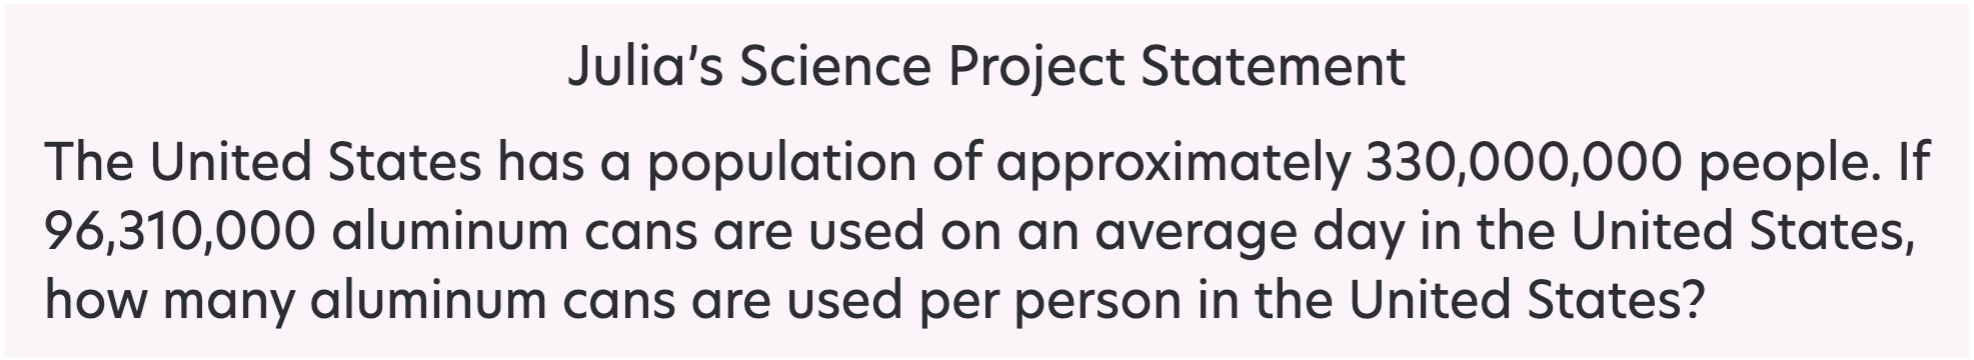 Julia’s Science Project Statement
The United States has a population of approximately 330,000,000 people. If
96,310,000 aluminum cans are used on an average day in the United States,
how many aluminum cans are used per person in the United States?